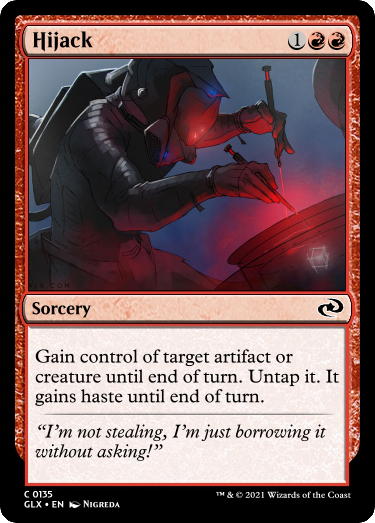 Hijack 1
Sorcery
Gain control of target artifact or
creature until end of turn. Untap it. It
gains haste until end of turn.
“I’m not stealing, I’m just borrowing it
without asking!”
C 0135
GLX • EN Nigreda
™ & © 2021 Wizards of the Coast